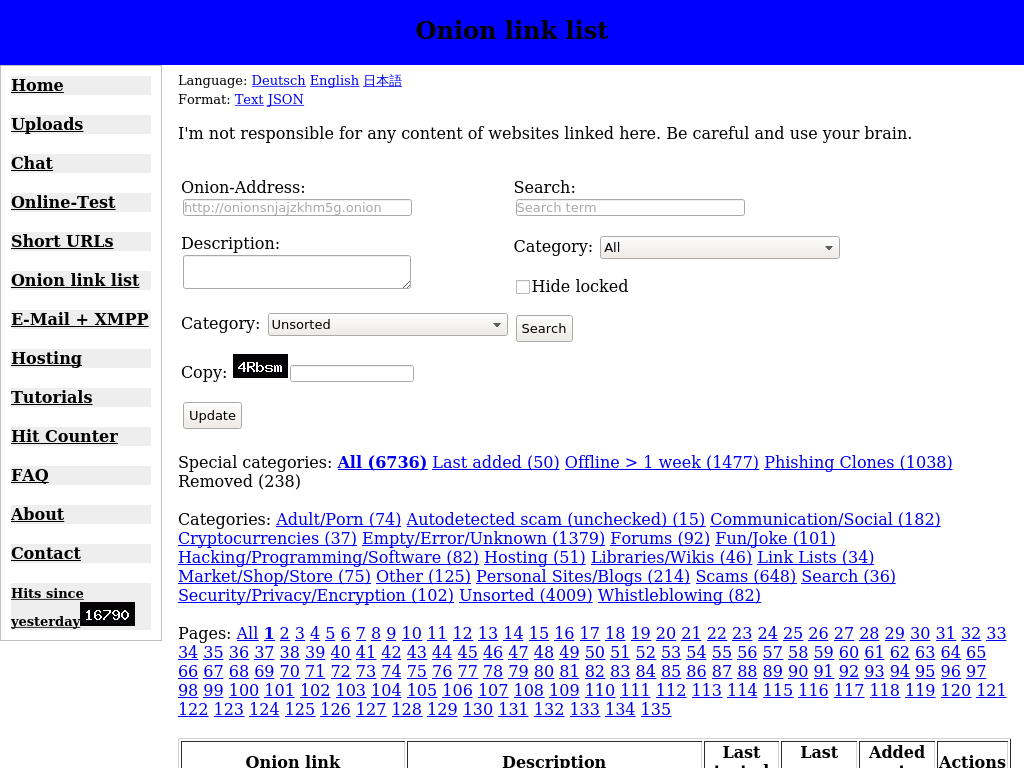 Onion link list
Home
Uploads
Chat
Online-Test
Short URLs
Onion link list
E-Mail + XMPP
Hosting
Tutorials
Hit Counter
FAQ
About
Contact
Hits since
yesterday 16790
Language: Deutsch English 日本語
Format: Text JSON
I'm not responsible for any content of websites linked here. Be careful and use your brain.
Onion-Address:
http://onionsnjajzkhm5g.onion
Description:
Category: Unsorted
Copy: 4Rbsm
Update
Search:
Search term
Category: All
Hide locked
Search
Special categories: All (6736) Last added (50) Offline > 1 week (1477) Phishing Clones (1038)
Removed (238)
Categories: Adult/Porn (74) Autodetected scam (unchecked) (15) Communication/Social (182)
Cryptocurrencies (37) Empty/Error/Unknown (1379) Forums (92) Fun/Joke (101)
Hacking/Programming/Software (82) Hosting (51) Libraries/Wikis (46) Link Lists (34)
Market/Shop/Store (75) Other (125) Personal Sites/Blogs (214) Scams (648) Search (36)
Security/Privacy/Encryption (102) Unsorted (4009) Whistleblowing (82)
Pages: All 1 2 3 4 5 6 7 8 9 10 11 12 13 14 15 16 17 18 19 20 21 22 23 24 25 26 27 28 29 30 31 32 33
34 35 36 37 38 39 40 41 42 43 44 45 46 47 48 49 50 51 52 53 54 55 56 57 58 59 60 61 62 63 64 65
66 67 68 69 70 71 72 73 74 75 76 77 78 79 80 81 82 83 84 85 86 87 88 89 90 91 92 93 94 95 96 97
98 99 100 101 102 103 104 105 106 107 108 109 110 111 112 113 114 115 116 117 118 119 120 121
122 123 124 125 126 127 128 129 130 131 132 133 134 135
Onion link Description Last Last Added Actions